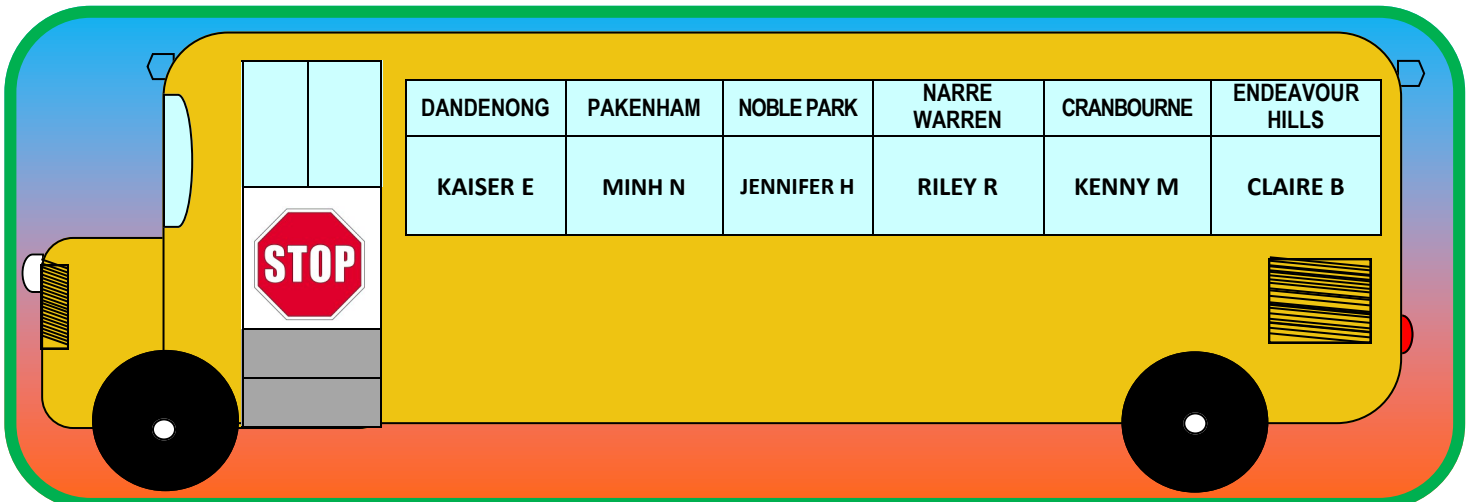 DANDENONG
PAKENHAM
NOBLE PARK
NARRE
WARREN
CRANBOURNE
ENDEAVOUR
HILLS
KAISER E
MINH N
JENNIFER H
RILEY R
KENNY M
CLAIRE B
STOP